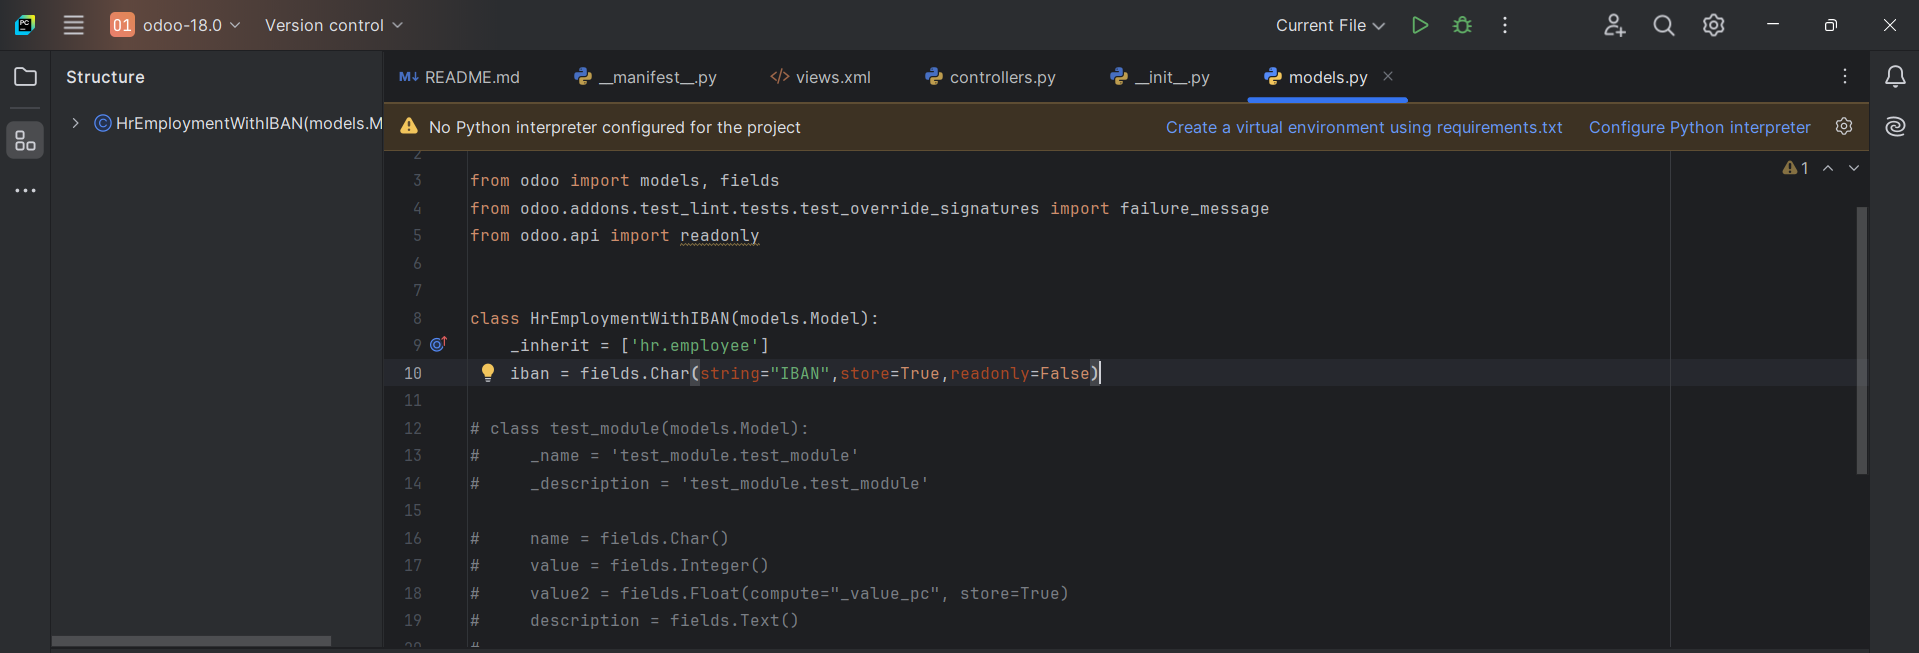 PC
01 odoo-18.0 Version control Current File
Structure
HrEmploymentWithIBAN(models.M
README.md __manifest__.py views.xml controllers.py __init__.py models.py
No Python interpreter configured for the project Create a virtual environment using requirements.txt Configure Python interpreter
1
2
3 from odoo import models, fields
4 from odoo.addons.test_lint.tests.test_override_signatures import failure_message
5 from odoo.api import readonly
6
7
8 class HrEmploymentWithIBAN(models.Model):
9     _inherit = ['hr.employee']
10     iban = fields.Char(string="IBAN",store=True,readonly=False)
11
12 # class test_module(models.Model):
13 #     _name = 'test_module.test_module'
14 #     _description = 'test_module.test_module'
15
16 #     name = fields.Char()
17 #     value = fields.Integer()
18 #     value2 = fields.Float(compute="_value_pc", store=True)
19 #     description = fields.Text()
20 #